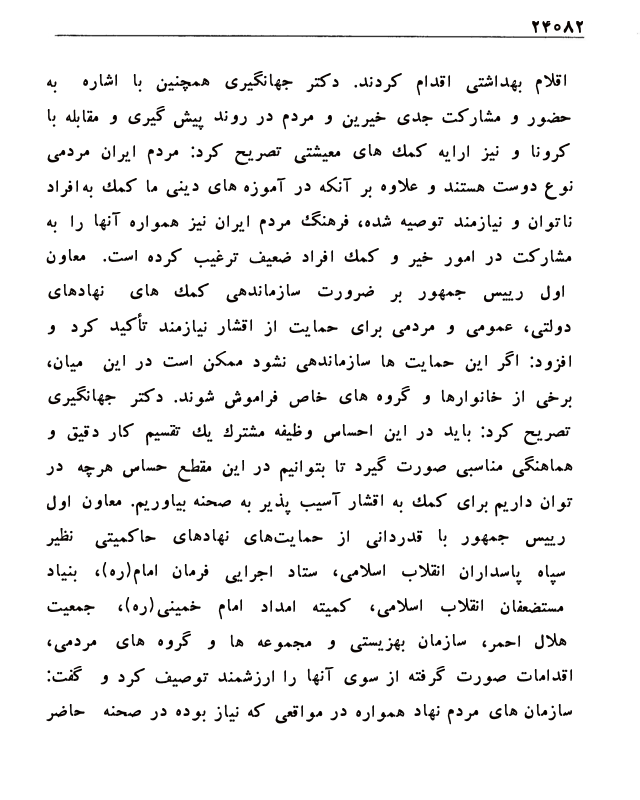 ۲۴۰۸۲
اقلام بهداشتی اقدام کردند. دکتر جهانگیری همچنین با اشاره به
حضور و مشارکت جدی خیرین و مردم در روند پیش گیری و مقابله با
کرونا و نیز ارایه کمك های معیشتی تصریح کرد: مردم ایران مردمی
نوع دوست هستند و علاوه بر آنکه در آموزه های دینی ما کمك به‌افراد
ناتوان و نیازمند توصیه شده، فرهنگ مردم ایران نیز همواره آنها را به
مشارکت در امور خیر و کمك افراد ضعیف ترغیب کرده است. معاون
اول رییس جمهور بر ضرورت سازماندهی کمك های نهادهای
دولتی، عمومی و مردمی برای حمایت از اقشار نیازمند تأکید کرد و
افزود: اگر این حمایت ها سازماندهی نشود ممکن است در این میان،
برخی از خانوارها و گروه های خاص فراموش شوند. دکتر جهانگیری
تصریح کرد: باید در این احساس وظیفه مشترك یك تقسیم کار دقیق و
هماهنگی مناسبی صورت گیرد تا بتوانیم در این مقطع حساس هرچه در
توان داریم برای کمك به اقشار آسیب پذیر به صحنه بیاوریم. معاون اول
رییس جمهور با قدردانی از حمایت‌های نهادهای حاکمیتی نظیر
سپاه پاسداران انقلاب اسلامی، ستاد اجرایی فرمان امام(ره)، بنیاد
مستضعفان انقلاب اسلامی، کمیته امداد امام خمینی(ره)، جمعیت
هلال احمر، سازمان بهزیستی و مجموعه ها و گروه های مردمی،
اقدامات صورت گرفته از سوی آنها را ارزشمند توصیف کرد و گفت:
سازمان های مردم نهاد همواره در مواقعی که نیاز بوده در صحنه حاضر